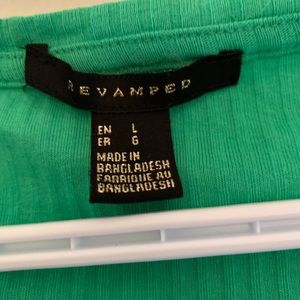 REVAMPED
EN L
FR G
MADE IN
BANGLADESH
FABRIQUE AU
BANGLADESH